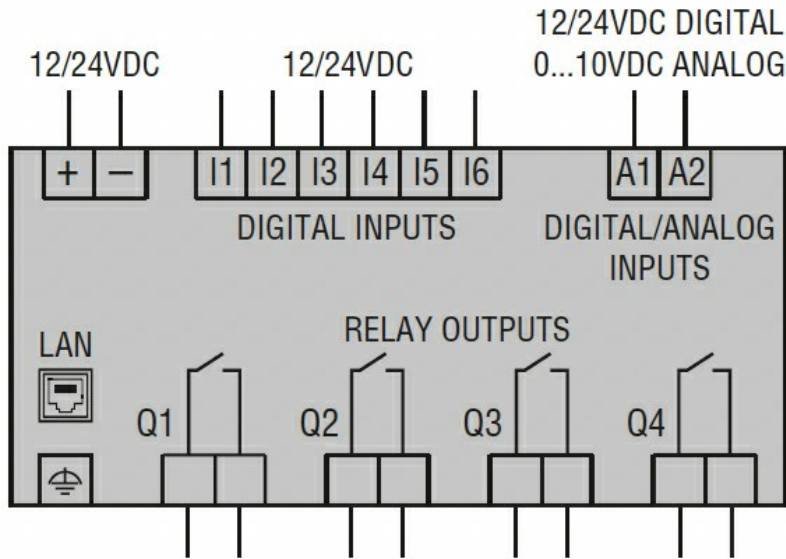 12/24VDC DIGITAL
12/24VDC 12/24VDC 0...10VDC ANALOG
+ − I1 I2 I3 I4 I5 I6 A1 A2
DIGITAL INPUTS DIGITAL/ANALOG
INPUTS
RELAY OUTPUTS
LAN
Q1 Q2 Q3 Q4